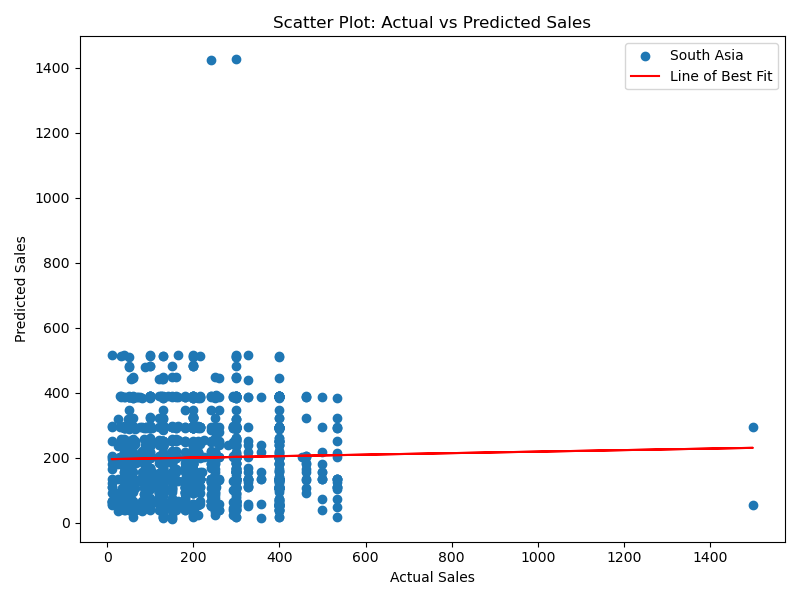 Scatter Plot: Actual vs Predicted Sales
South Asia
Line of Best Fit
Predicted Sales
1400
1200
1000
800
600
400
200
0
0 200 400 600 800 1000 1200 1400
Actual Sales